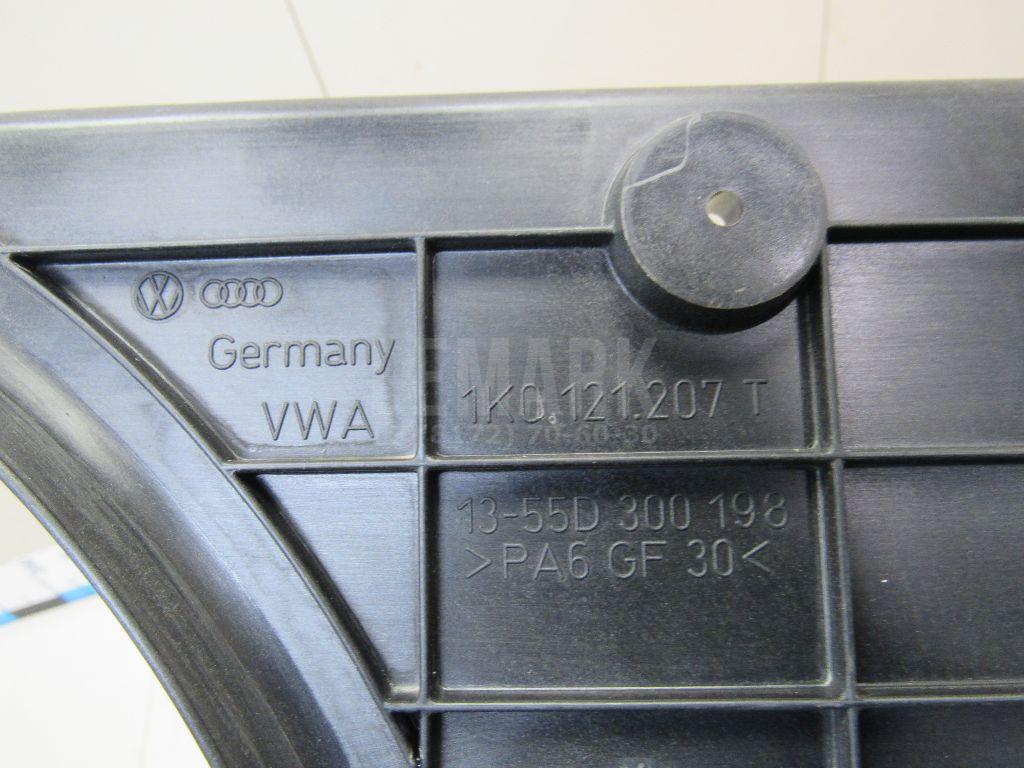 Germany
VWA
1K0.121.207 T
13-55D 300 198
>PA6 GF 30<